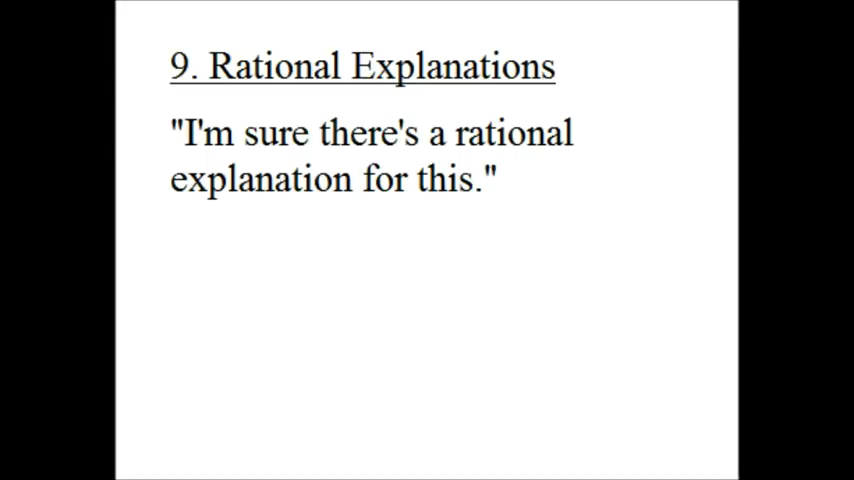 9. Rational Explanations
"I'm sure there's a rational
explanation for this."